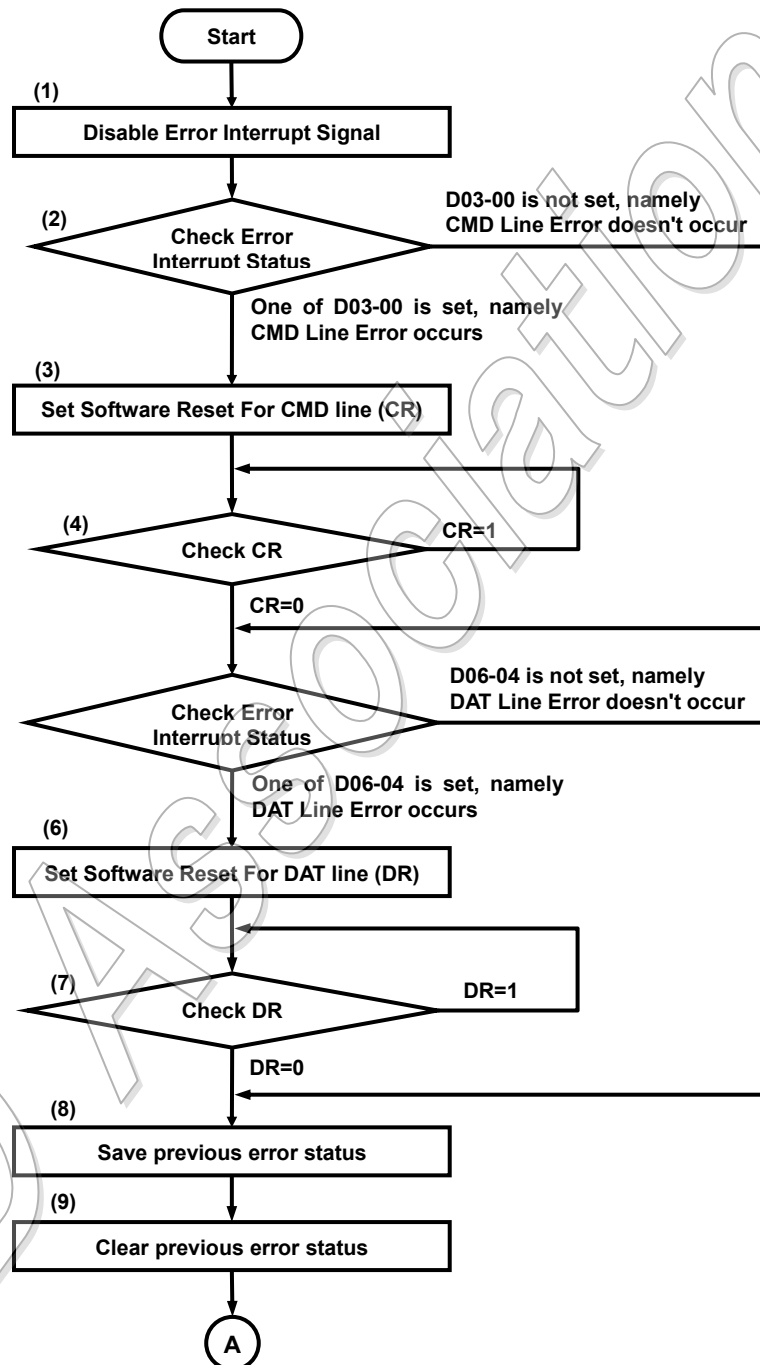 Start
(1)
Disable Error Interrupt Signal
D03-00 is not set, namely
CMD Line Error doesn't occur
(2)
Check Error
Interrupt Status
One of D03-00 is set, namely
CMD Line Error occurs
(3)
Set Software Reset For CMD line (CR)
(4)
Check CR
CR=1
CR=0
D06-04 is not set, namely
DAT Line Error doesn't occur
Check Error
Interrupt Status
One of D06-04 is set, namely
DAT Line Error occurs
(6)
Set Software Reset For DAT line (DR)
(7)
Check DR
DR=1
DR=0
(8)
Save previous error status
(9)
Clear previous error status
A
Association